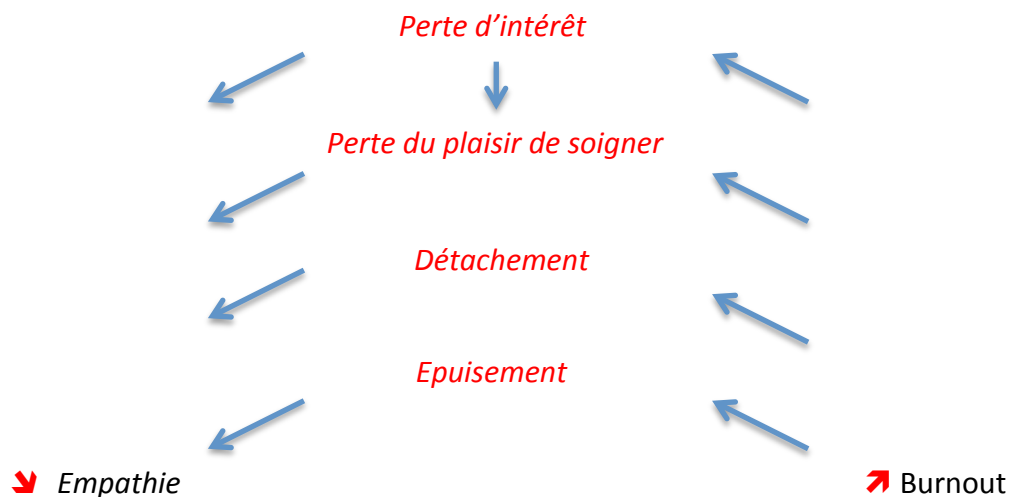 Perte d’intérêt
Perte du plaisir de soigner
Détachement
Epuisement
Empathie
Burnout